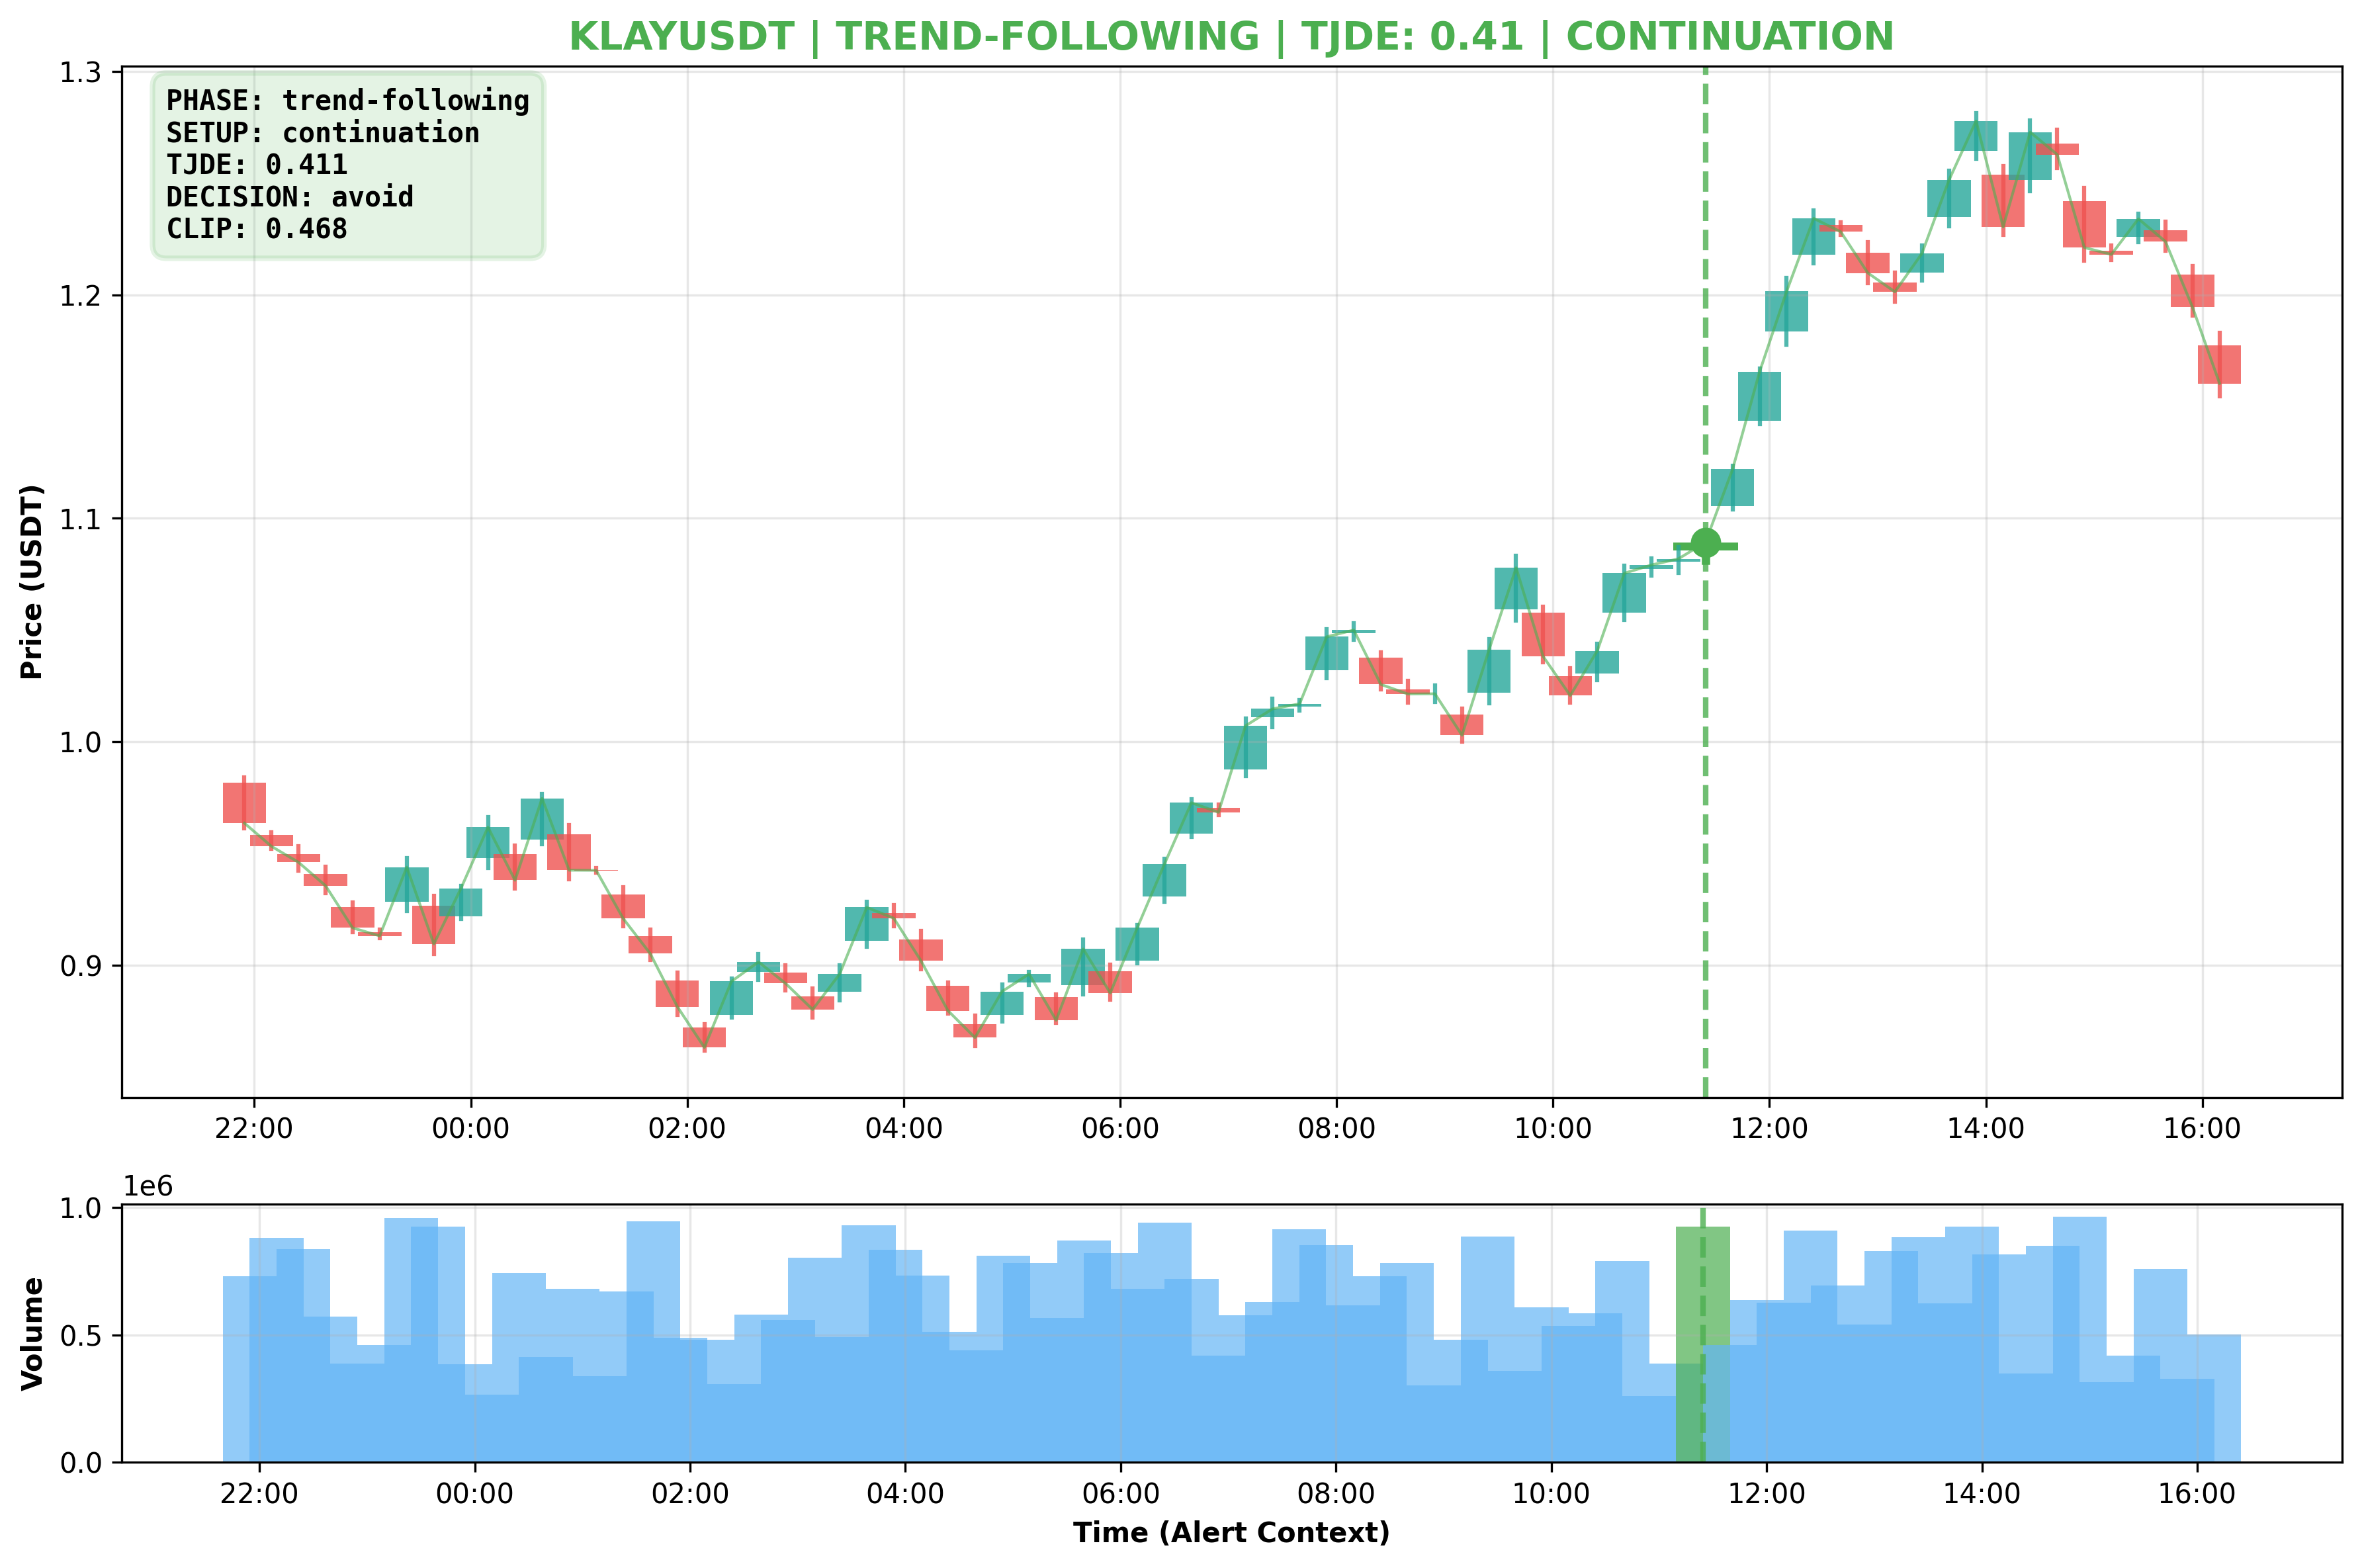 KLAYUSDT | TREND-FOLLOWING | TJDE: 0.41 | CONTINUATION
PHASE: trend-following
SETUP: continuation
TJDE: 0.411
DECISION: avoid
CLIP: 0.468
Price (USDT)
1.3
1.2
1.1
1.0
0.9
22:00 00:00 02:00 04:00 06:00 08:00 10:00 12:00 14:00 16:00
1e6
Volume
1.0
0.5
0.0
22:00 00:00 02:00 04:00 06:00 08:00 10:00 12:00 14:00 16:00
Time (Alert Context)